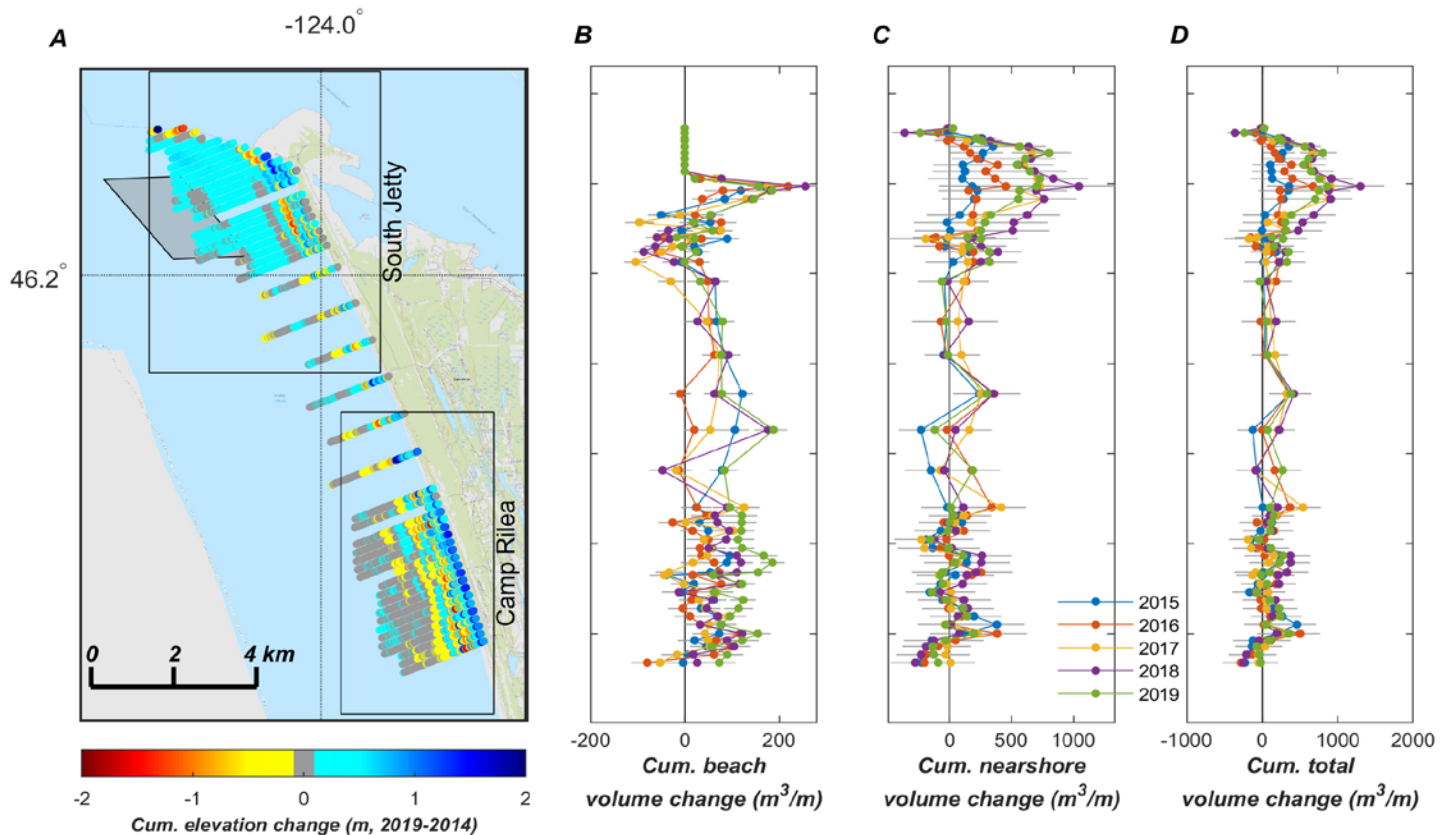 -124.0°
A
B
C
D
46.2°
South Jetty
Camp Rilea
0 2 4 km
2015
2016
2017
2018
2019
-2 -1 0 1 2
Cum. elevation change (m, 2019-2014)
-200 0 200
Cum. beach
volume change (m³/m)
0 500 1000
Cum. nearshore
volume change (m³/m)
-1000 0 1000 2000
Cum. total
volume change (m³/m)